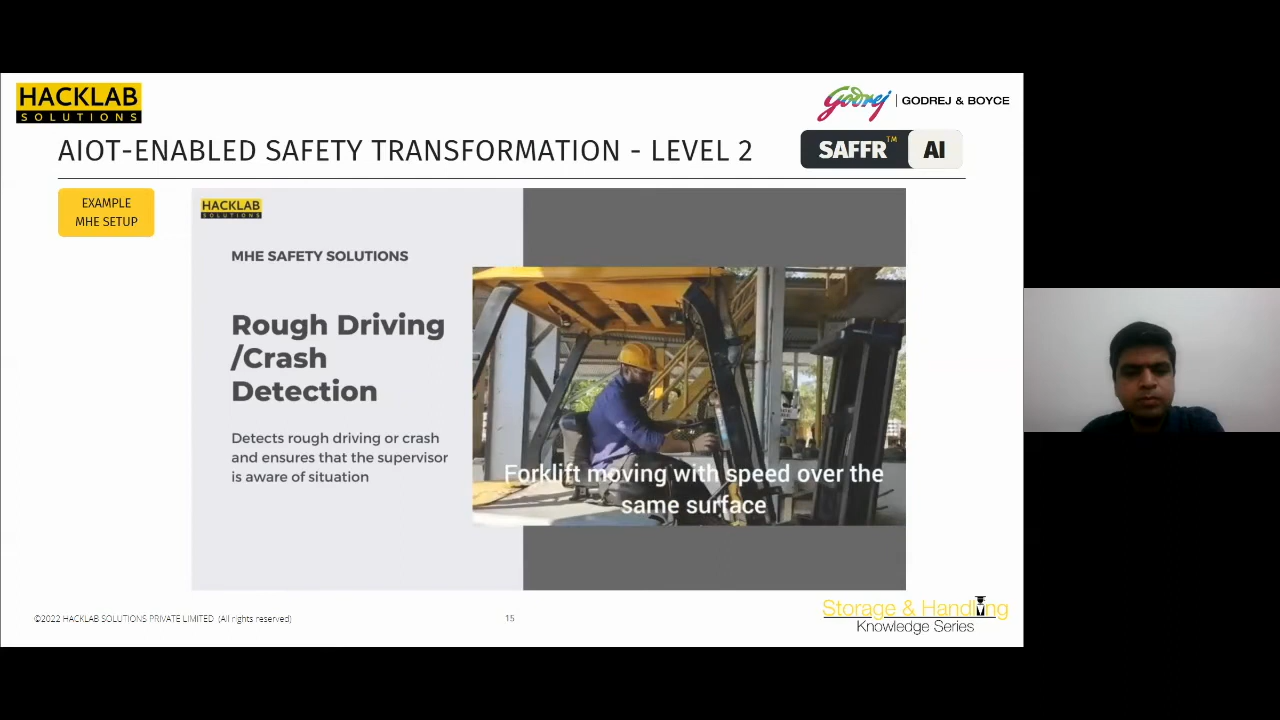 HACKLAB
SOLUTIONS
Godrej
GODREJ & BOYCE
AIOT-ENABLED SAFETY TRANSFORMATION - LEVEL 2
SAFFR™ AI
EXAMPLE
MHE SETUP
HACKLAB
SOLUTIONS
MHE SAFETY SOLUTIONS
Rough Driving
/Crash
Detection
Detects rough driving or crash
and ensures that the supervisor
is aware of situation
Forklift moving with speed over the
same surface
©2022 HACKLAB SOLUTIONS PRIVATE LIMITED (All rights reserved)
15
Storage & Handling
Knowledge Series